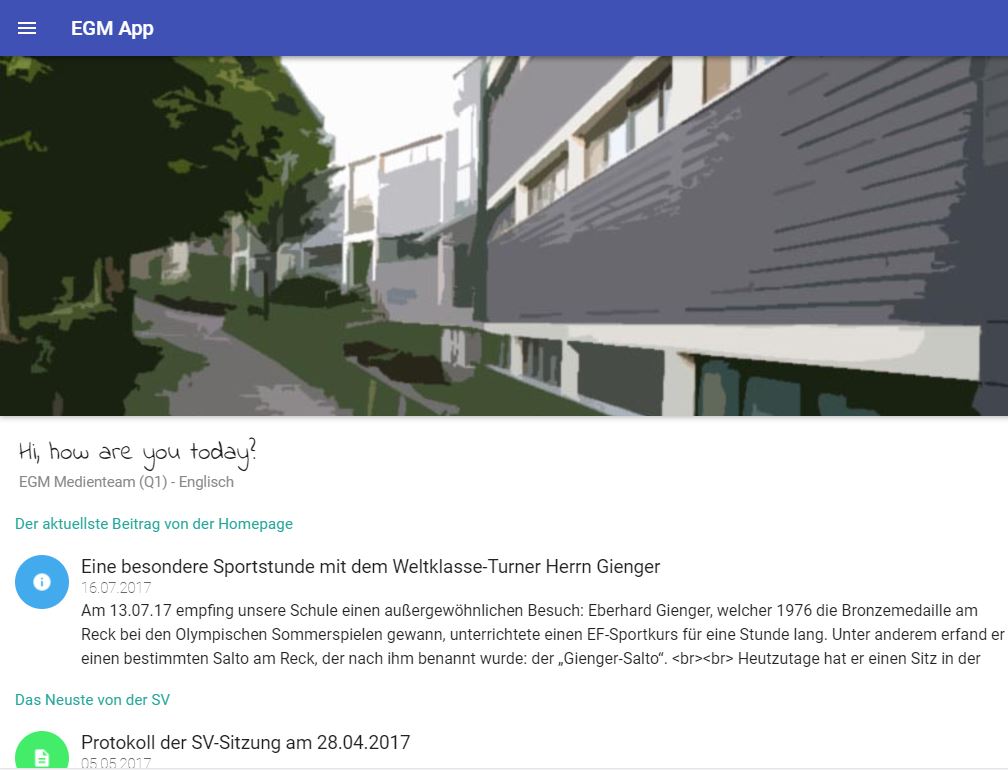 EGM App
Hi, how are you today?
EGM Medienteam (Q1) - Englisch
Der aktuellste Beitrag von der Homepage
Eine besondere Sportstunde mit dem Weltklasse-Turner Herrn Gienger
16.07.2017
Am 13.07.17 empfing unsere Schule einen außergewöhnlichen Besuch: Eberhard Gienger, welcher 1976 die Bronzemedaille am
Reck bei den Olympischen Sommerspielen gewann, unterrichtete einen EF-Sportkurs für eine Stunde lang. Unter anderem erfand er
einen bestimmten Salto am Reck, der nach ihm benannt wurde: der „Gienger-Salto“. <br><br> Heutzutage hat er einen Sitz in der
Das Neuste von der SV
Protokoll der SV-Sitzung am 28.04.2017
05.05.2017